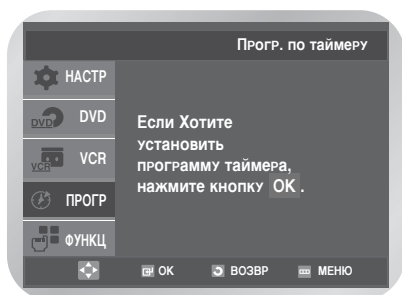 Прогр. по таймеру
НАСТР
DVD DVD
VCR VCR
ПРОГР
ФУНКЦ
Если Хотите
установить
программу таймера,
нажмите кнопку OK .
OK ВОЗВР МЕНЮ